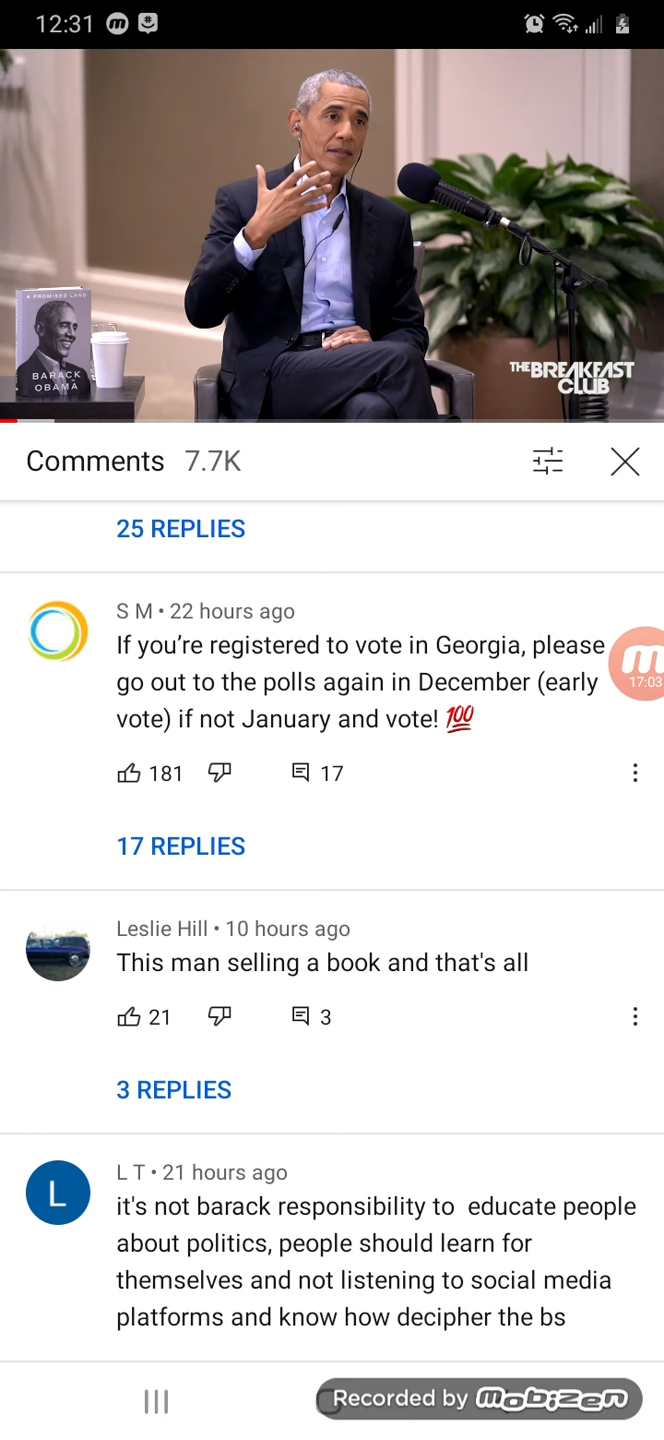 12:31
A PROMISED LAND
BARACK
OBAMA
THE BREAKFAST
CLUB
Comments 7.7K
25 REPLIES
S M • 22 hours ago
If you’re registered to vote in Georgia, please
go out to the polls again in December (early
vote) if not January and vote! 💯
17:03
181 17
17 REPLIES
Leslie Hill • 10 hours ago
This man selling a book and that's all
21 3
3 REPLIES
L
L T • 21 hours ago
it's not barack responsibility to  educate people
about politics, people should learn for
themselves and not listening to social media
platforms and know how decipher the bs
Recorded by mobizen